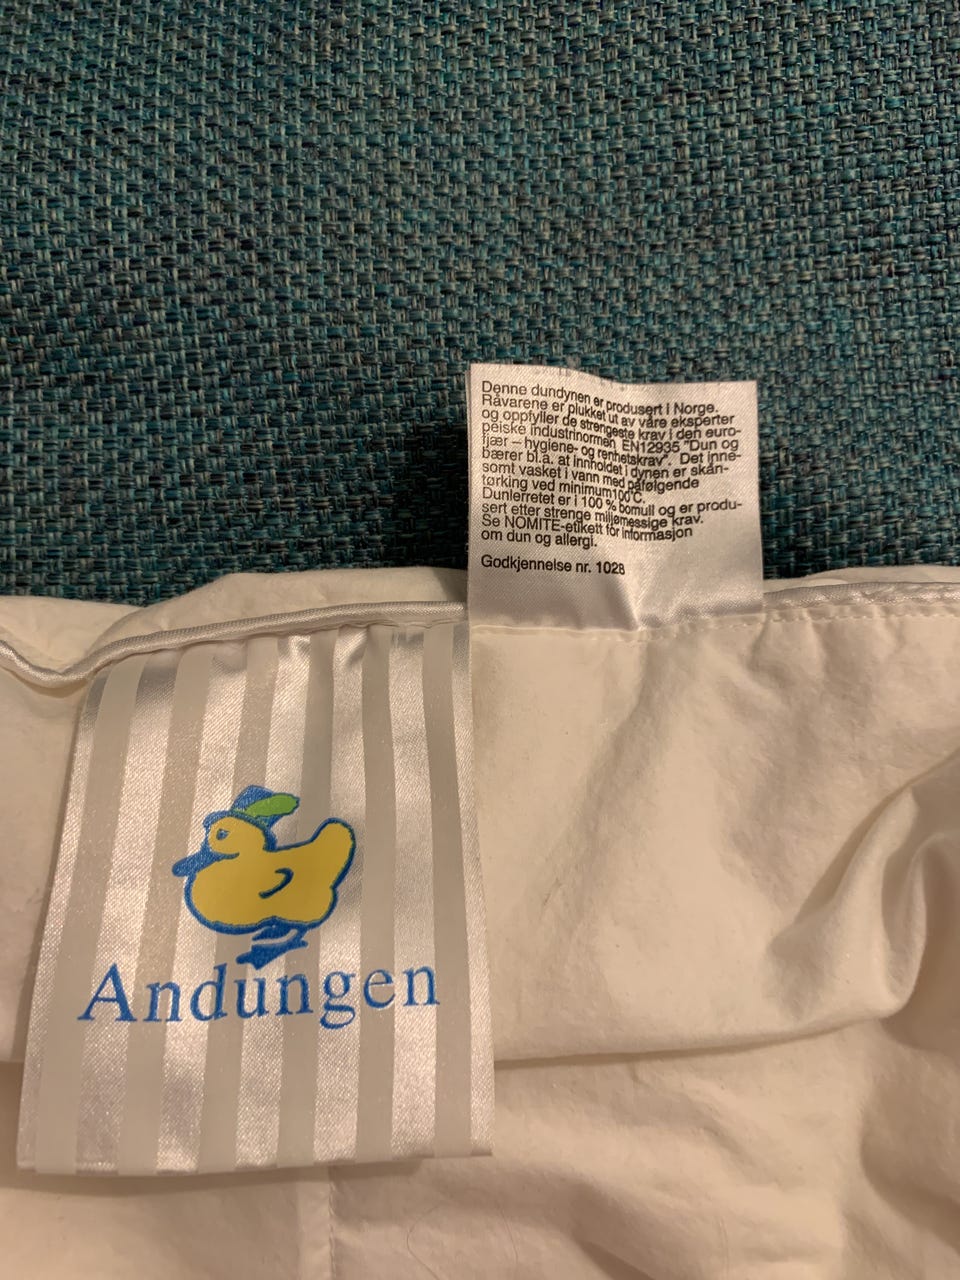 Denne dundynen er produsert i Norge.
Råvarene er plukket ut av våre eksperter
og oppfyller de strengeste krav i den euro-
peiske industrinormen EN12935 "Dun og
fjær – hygiene- og renhetskrav". Det inne-
bærer bl.a. at innholdet i dynen er skån-
somt vasket i vann med påfølgende
tørking ved minimum100°C.
Dunlerretet er i 100 % bomull og er produ-
sert etter strenge miljømessige krav.
Se NOMITE-etikett for informasjon
om dun og allergi.
Godkjennelse nr. 1028
Andungen